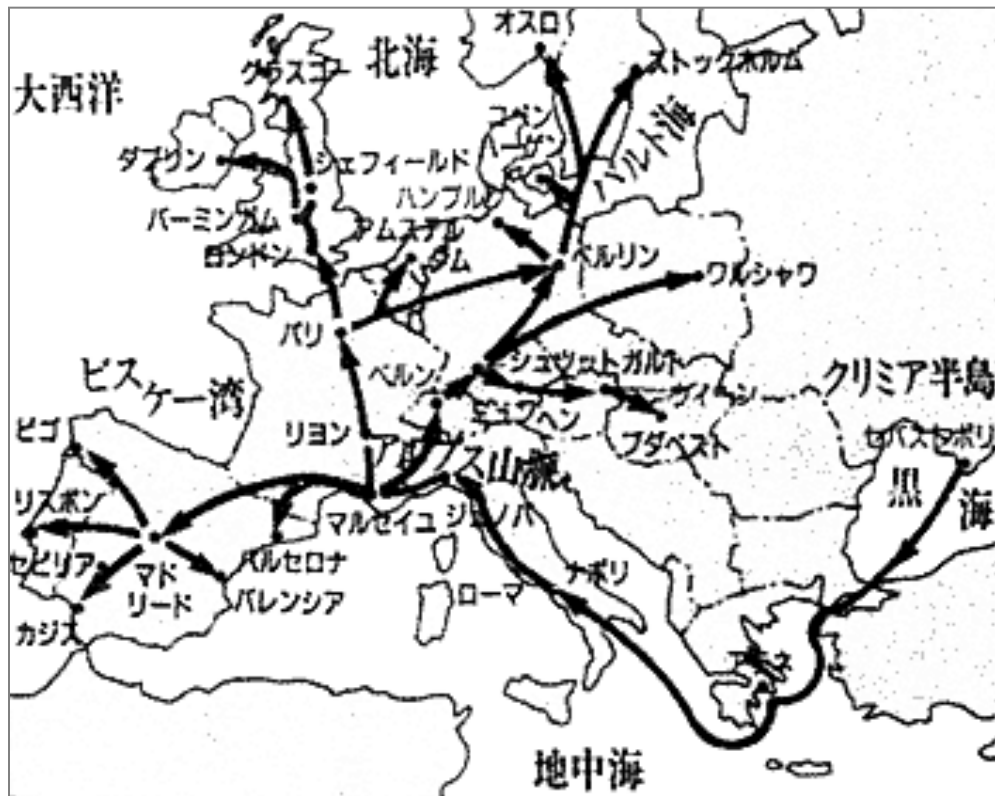 オスロ
北海
ストックホルム
グラスゴー
大西洋
コペン
ハーゲン
バルト海
ダブリン
シェフィールド
ハンブルク
バーミンガム
アムステル
ダム
ロンドン
ベルリン
ワルシャワ
パリ
シュツットガルト
ビスケー湾
ベルン
クリミア半島
ウィーン
ミュンヘン
ビゴ
リヨン
ブダペスト
セバストポリ
アルプス山脈
黒海
リスボン
マルセイユ
ジェノバ
セビリア
マド
リード
バルセロナ
バレンシア
ローマ
ナポリ
カジス
アテネ
地中海